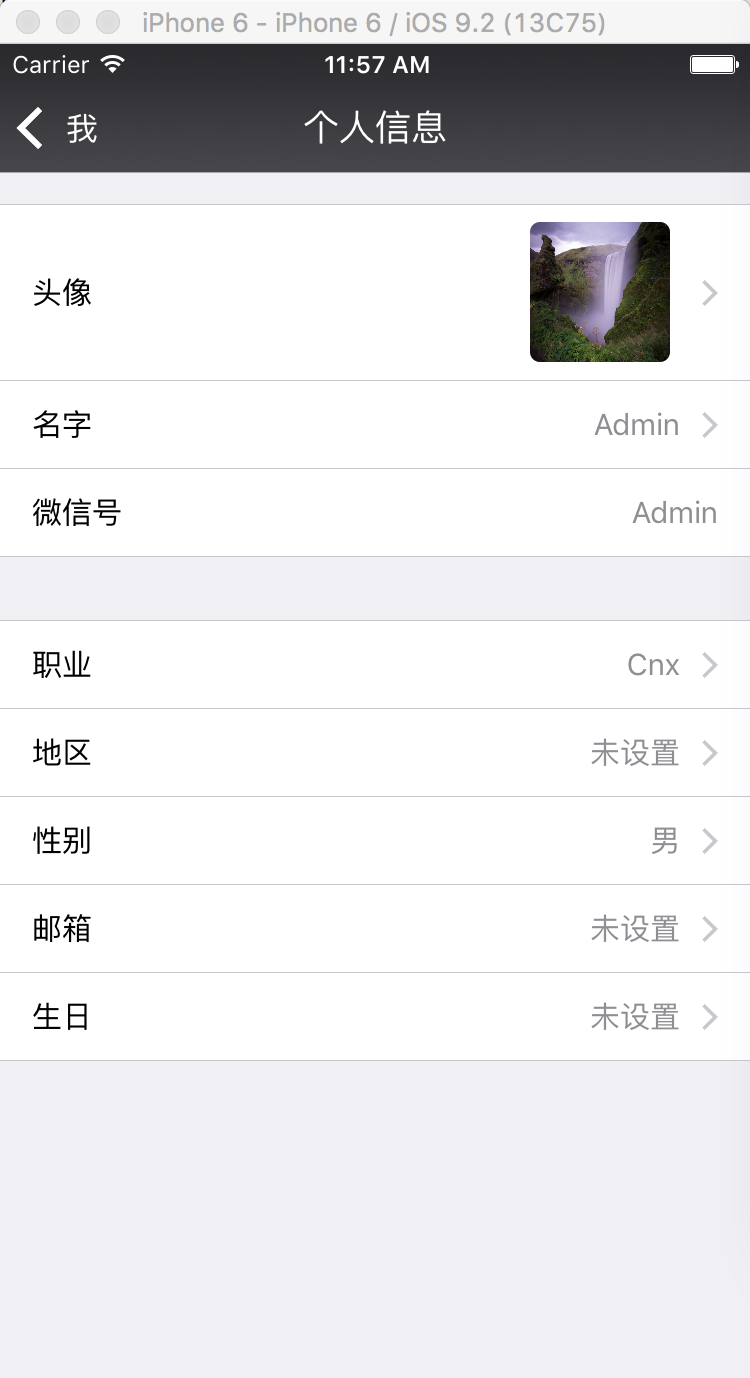 iPhone 6 - iPhone 6 / iOS 9.2 (13C75)
Carrier 11:57 AM
我 个人信息
头像
名字 Admin
微信号 Admin
职业 Cnx
地区 未设置
性别 男
邮箱 未设置
生日 未设置